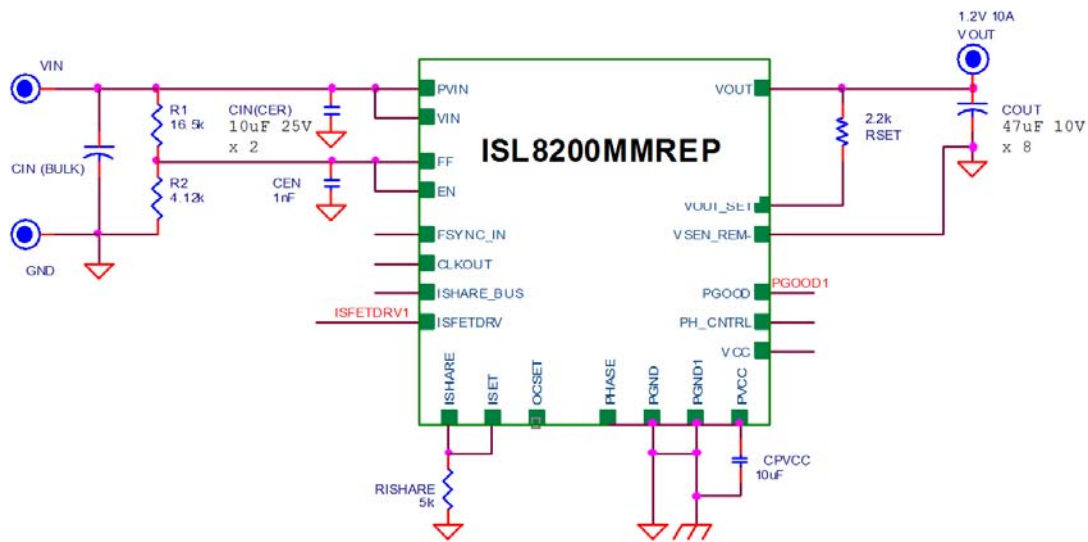 1.2V 10A
VOUT
VIN
R1
16.5k
CIN(CER)
10uF 25V
x 2
PVIN
VIN
ISL8200MMREP
VOUT
2.2k
RSET
COUT
47uF 10V
x 8
CIN (BULK)
R2
4.12k
CEN
1nF
FF
EN
VOUT_SET
VSEN_REM-
GND
FSYNC_IN
CLKOUT
ISHARE_BUS
ISFETDRV1
ISFETDRV
PGOOD
PGOOD1
PH_CNTRL
VCC
ISHARE
ISET
OCSET
PHASE
PGND
PGND1
PVCC
RISHARE
5k
CPVCC
10uF